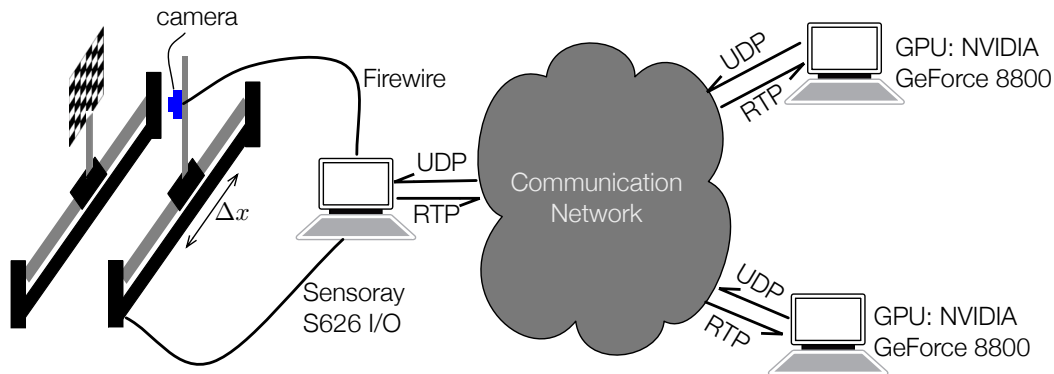 camera
Firewire
UDP
RTP
Δx
Sensoray
S626 I/O
Communication
Network
UDP
RTP
GPU: NVIDIA
GeForce 8800
UDP
RTP
GPU: NVIDIA
GeForce 8800